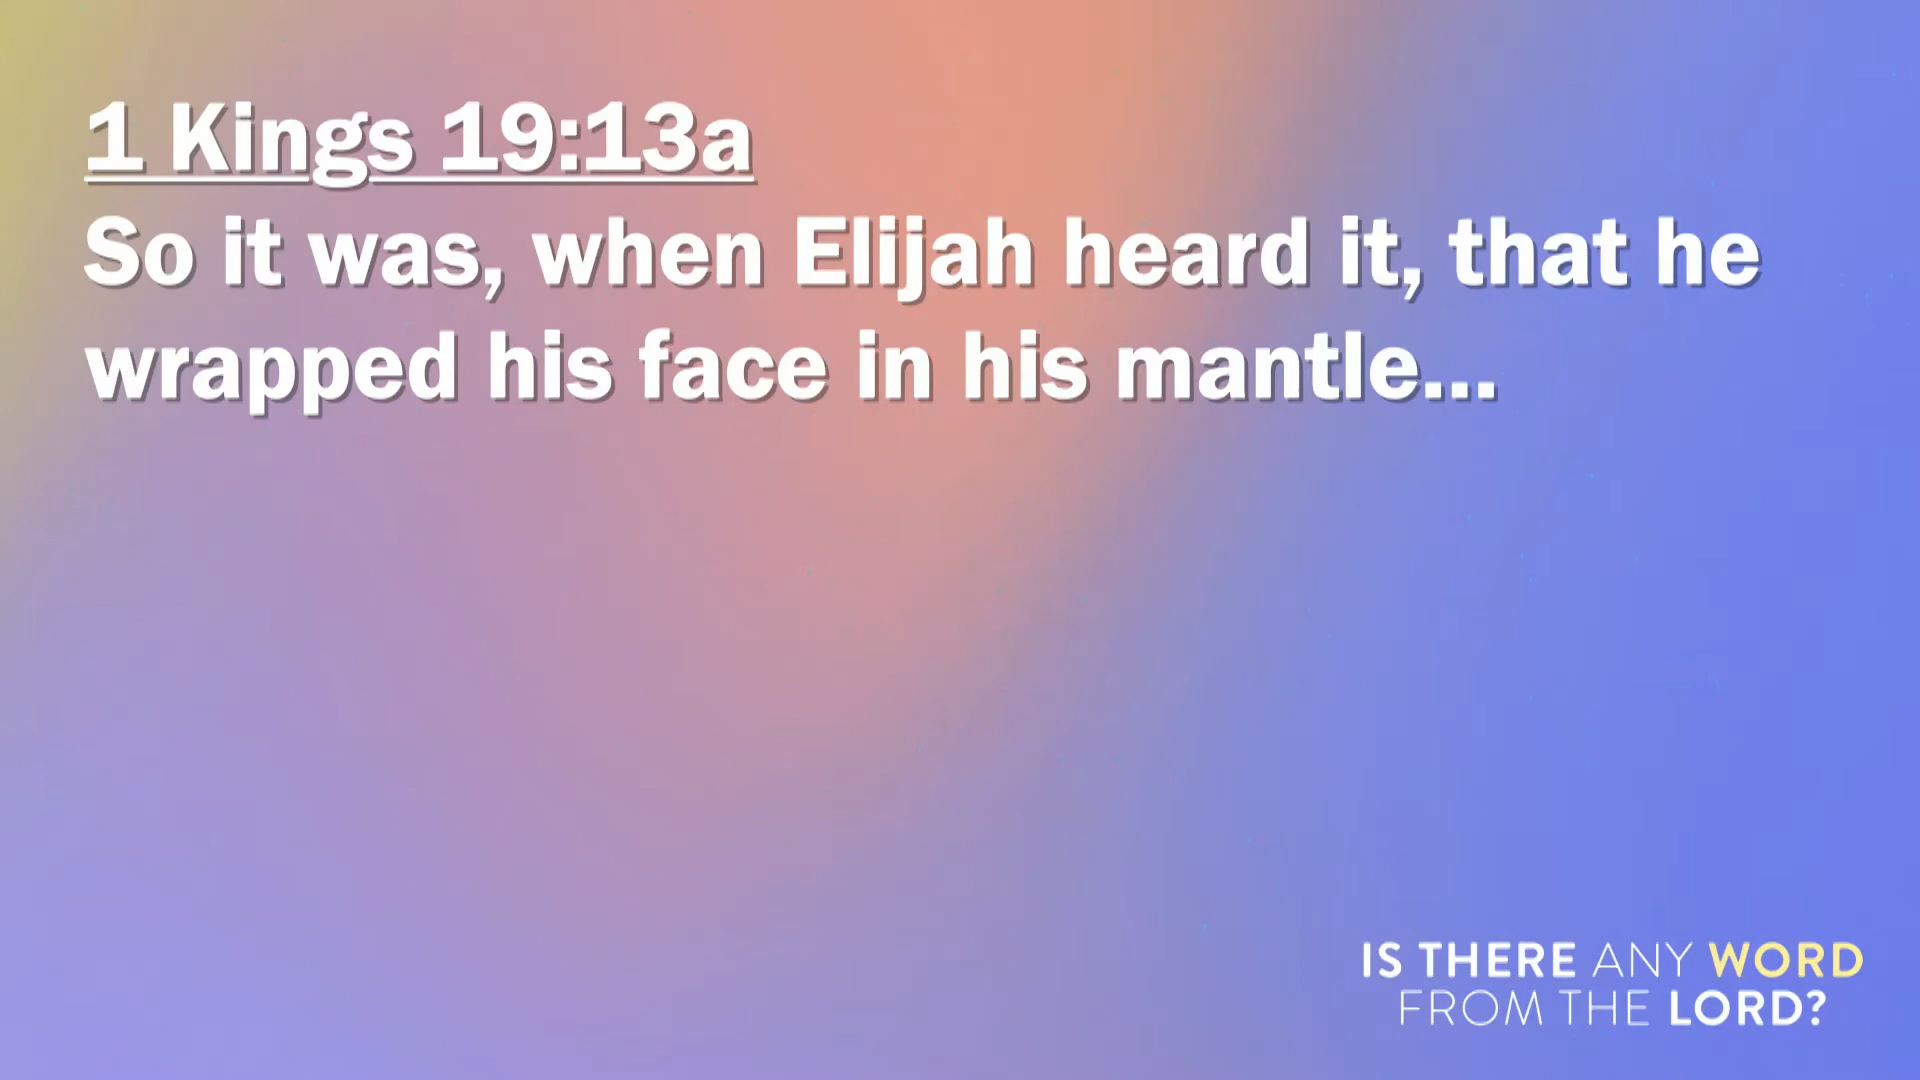 1 Kings 19:13a
So it was, when Elijah heard it, that he
wrapped his face in his mantle...
IS THERE ANY WORD
FROM THE LORD?